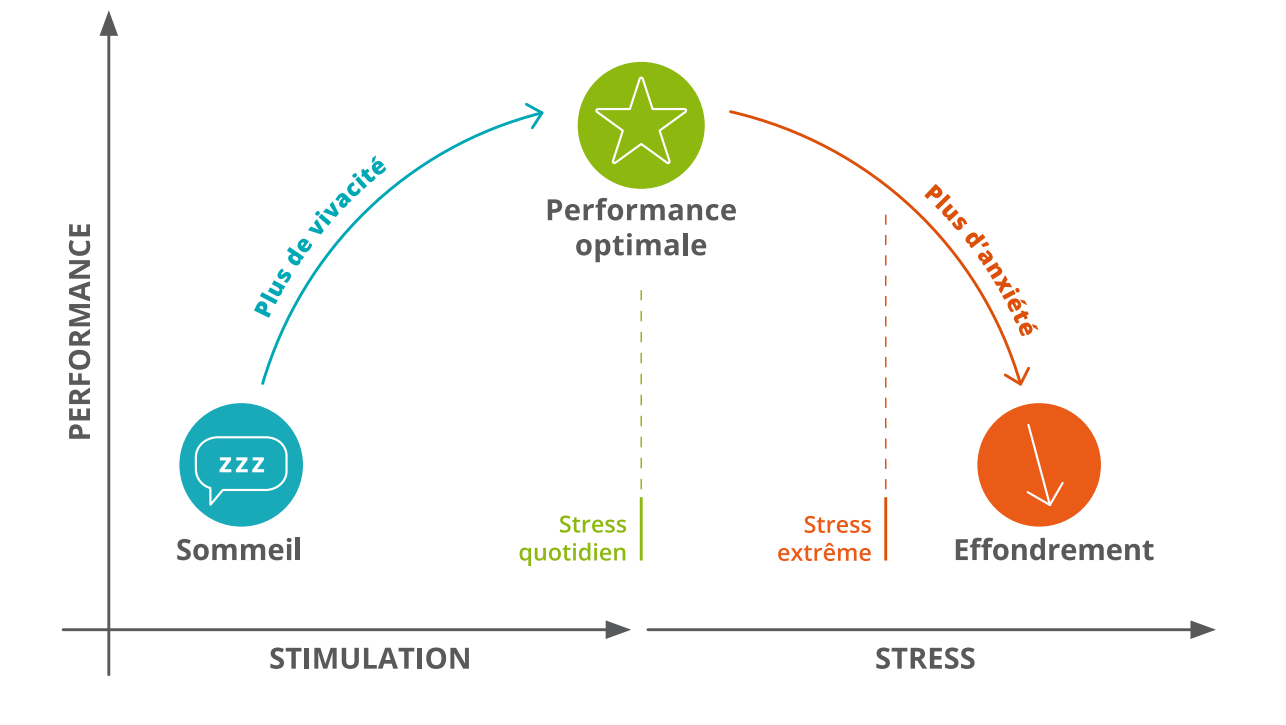 PERFORMANCE
Plus de vivacité
Performance
optimale
Plus d’anxiété
zzz
Sommeil
Stress
quotidien
Stress
extrême
Effondrement
STIMULATION
STRESS